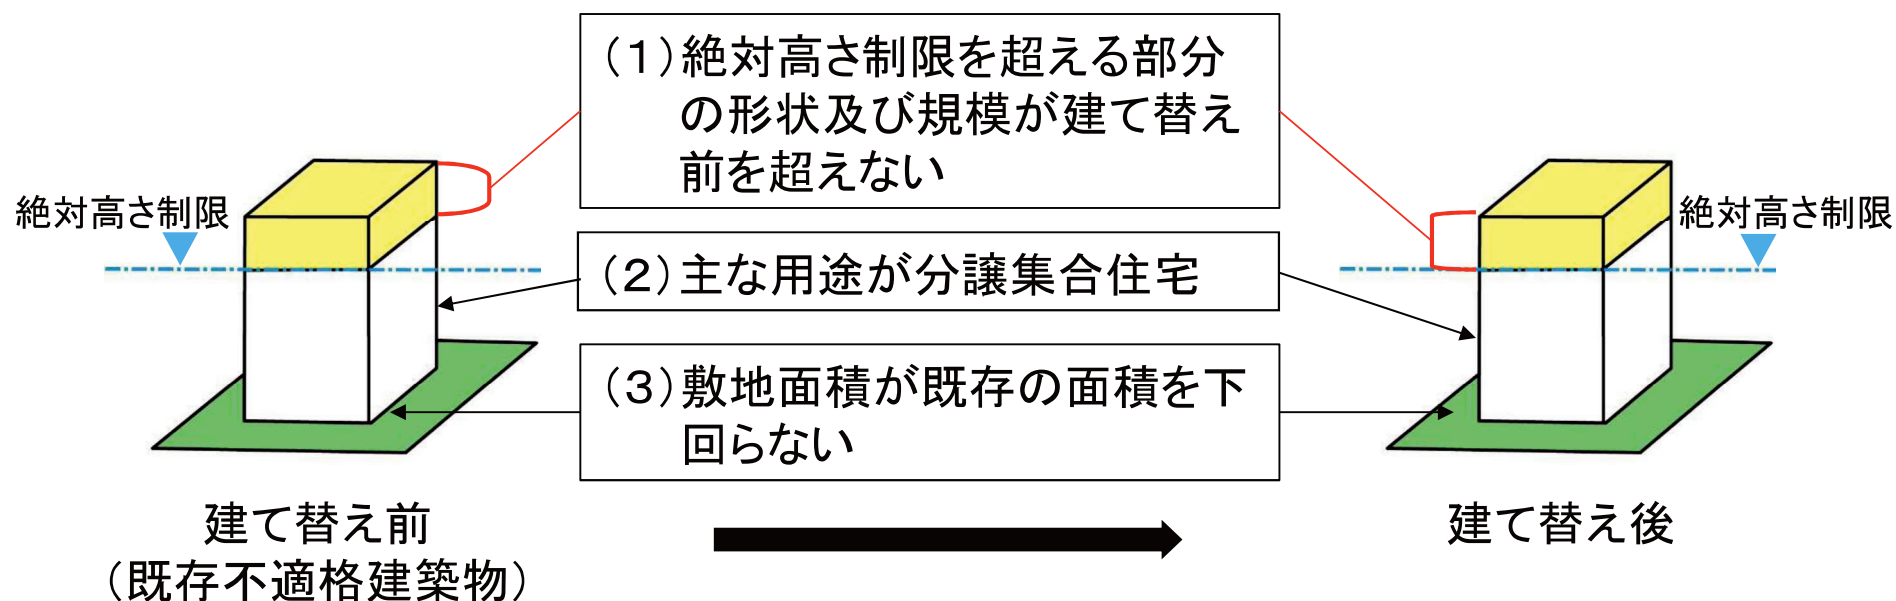 （１）絶対高さ制限を超える部分
の形状及び規模が建て替え
前を超えない
絶対高さ制限
絶対高さ制限
（２）主な用途が分譲集合住宅
（３）敷地面積が既存の面積を下
回らない
建て替え前
（既存不適格建築物）
建て替え後